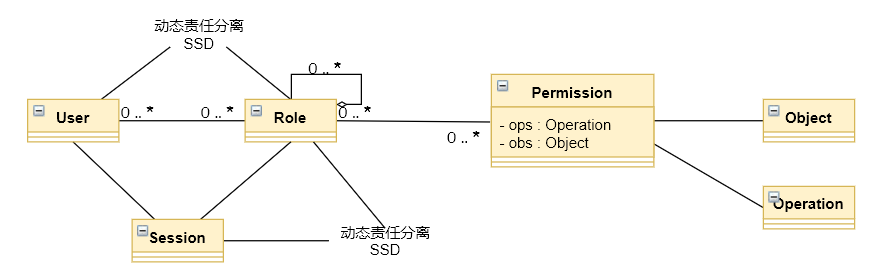 动态责任分离
SSD
0 .. *
User
0 .. *
0 .. *
Role
0 .. *
Permission
- ops : Operation
- obs : Object
0 .. *
Object
Operation
Session
动态责任分离
SSD